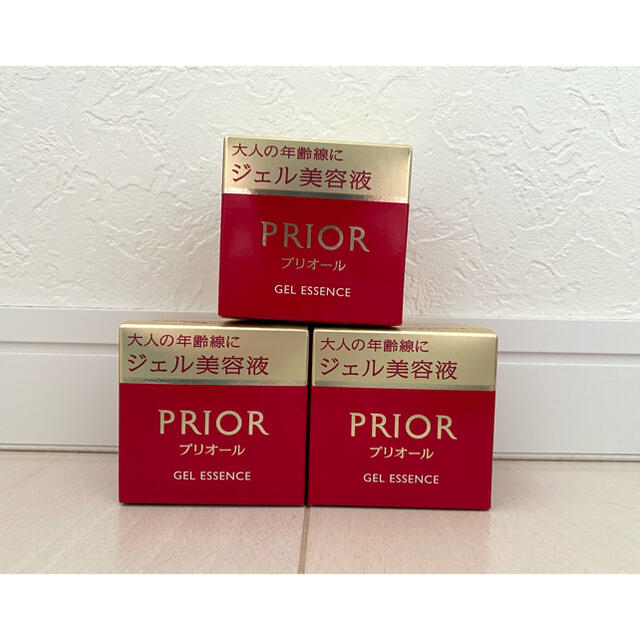 大人の年齢線に
ジェル美容液
PRIOR
プリオール
GEL ESSENCE
大人の年齢線に
ジェル美容液
PRIOR
プリオール
GEL ESSENCE
大人の年齢線に
ジェル美容液
PRIOR
プリオール
GEL ESSENCE